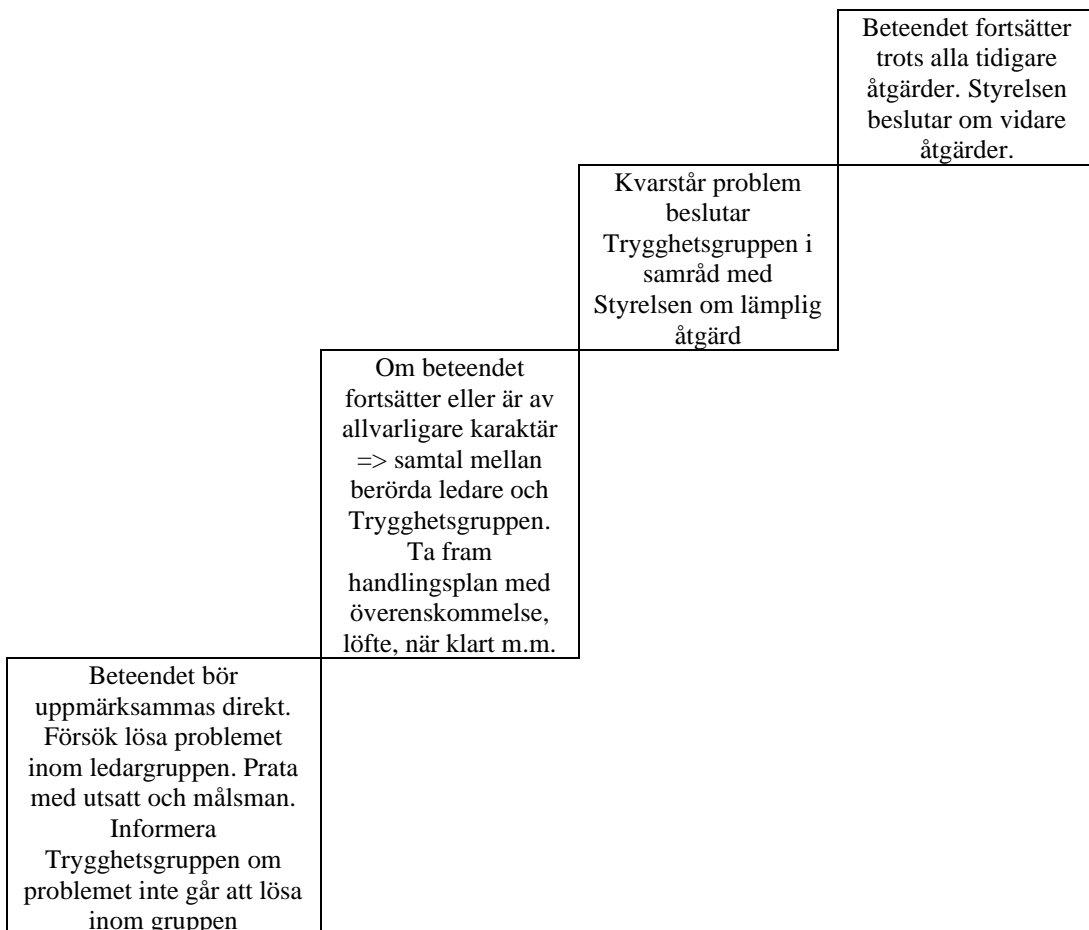 Beteendet fortsätter
trots alla tidigare
åtgärder. Styrelsen
beslutar om vidare
åtgärder.
Kvarstår problem
beslutar
Trygghetsgruppen i
samråd med
Styrelsen om lämplig
åtgärd
Om beteendet
fortsätter eller är av
allvarligare karaktär
=> samtal mellan
berörda ledare och
Trygghetsgruppen.
Ta fram
handlingsplan med
överenskommelse,
löfte, när klart m.m.
Beteendet bör
uppmärksammas direkt.
Försök lösa problemet
inom ledargruppen. Prata
med utsatt och målsman.
Informera
Trygghetsgruppen om
problemet inte går att lösa
inom gruppen